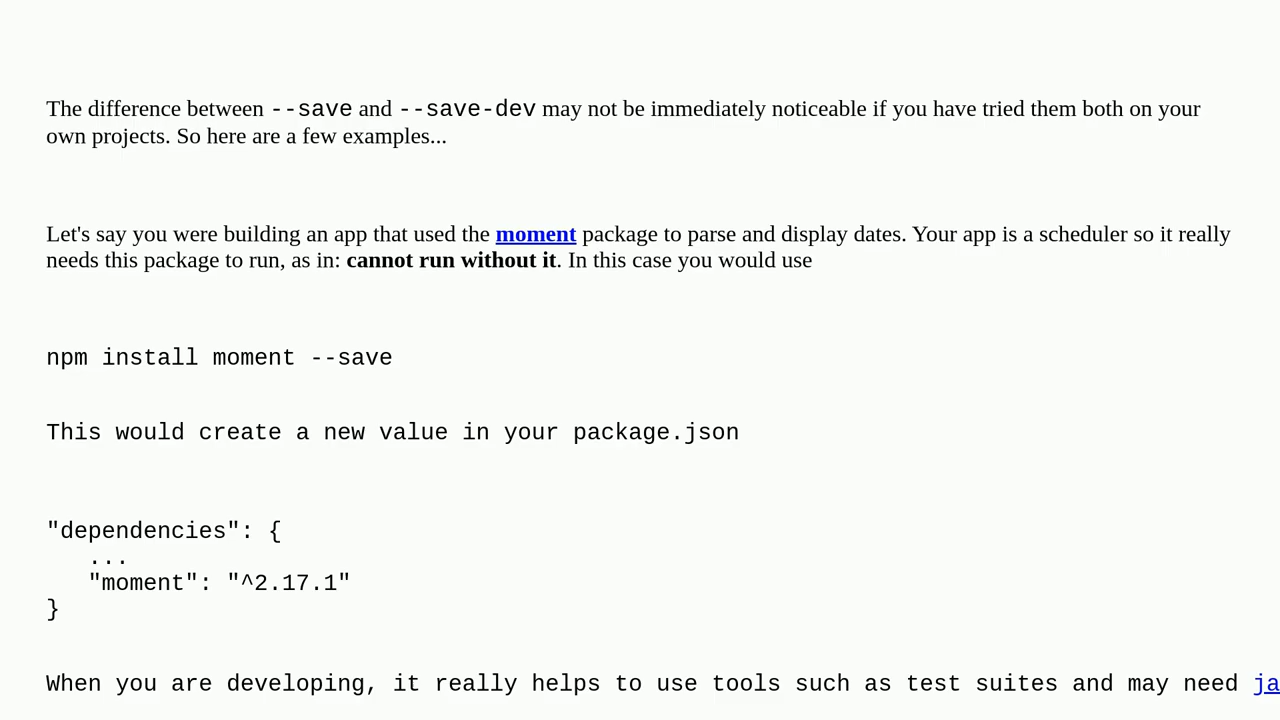 The difference between --save and --save-dev may not be immediately noticeable if you have tried them both on your
own projects. So here are a few examples...
Let's say you were building an app that used the moment package to parse and display dates. Your app is a scheduler so it really
needs this package to run, as in: cannot run without it. In this case you would use
npm install moment --save
This would create a new value in your package.json
"dependencies": {
   ...
   "moment": "^2.17.1"
}
When you are developing, it really helps to use tools such as test suites and may need